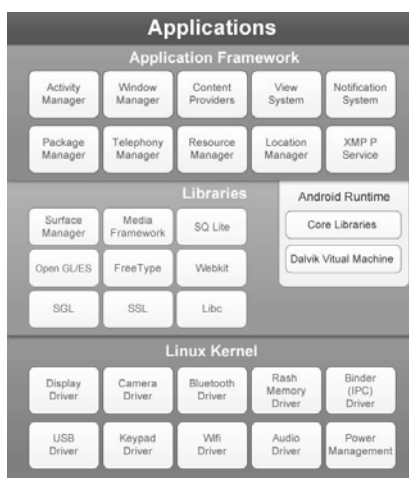 Applications
Application Framework
Activity
Manager
Window
Manager
Content
Providers
View
System
Notification
System
Package
Manager
Telephony
Manager
Resource
Manager
Location
Manager
XMP P
Service
Libraries
Surface
Manager
Media
Framework
SQ Lite
Open GL/ES
FreeType
Webkit
SGL
SSL
Libc
Android Runtime
Core Libraries
Dalvik Vitual Machine
Linux Kernel
Display
Driver
Camera
Driver
Bluetooth
Driver
Rash
Memory
Driver
Binder
(IPC)
Driver
USB
Driver
Keypad
Driver
Wifi
Driver
Audio
Driver
Power
Management